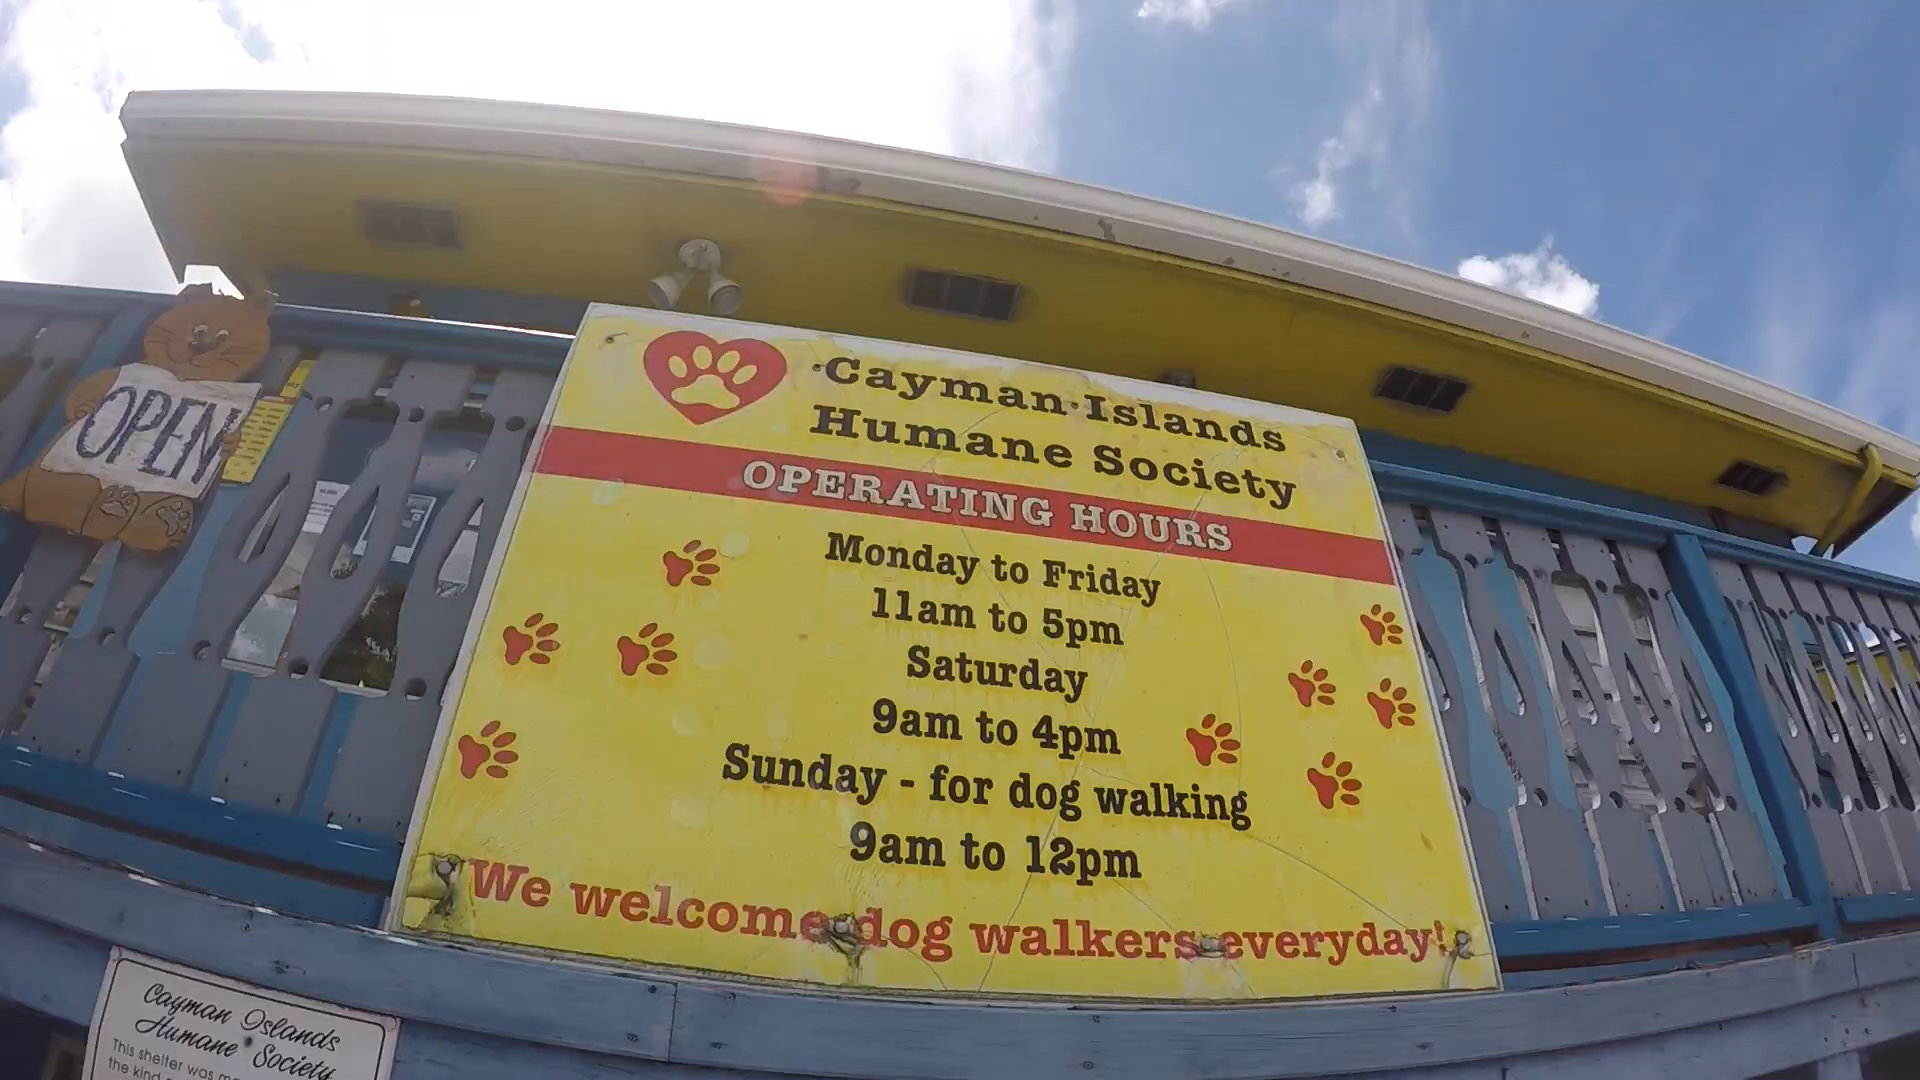 OPEN
Cayman Islands
Humane Society
OPERATING HOURS
Monday to Friday
11am to 5pm
Saturday
9am to 4pm
Sunday - for dog walking
9am to 12pm
We welcome dog walkers everyday!
Cayman Islands
Humane Society
This shelter was
the kind